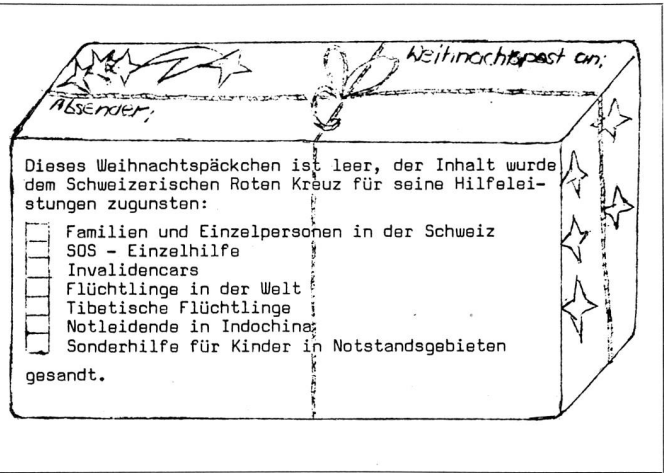 Weihnachtspost an:
Absender:
Dieses Weihnachtspäckchen ist leer, der Inhalt wurde
dem Schweizerischen Roten Kreuz für seine Hilfelei-
stungen zugunsten:
Familien und Einzelpersonen in der Schweiz
SOS - Einzelhilfe
Invalidencars
Flüchtlinge in der Welt
Tibetische Flüchtlinge
Notleidende in Indochina
Sonderhilfe für Kinder in Notstandsgebieten
gesandt.